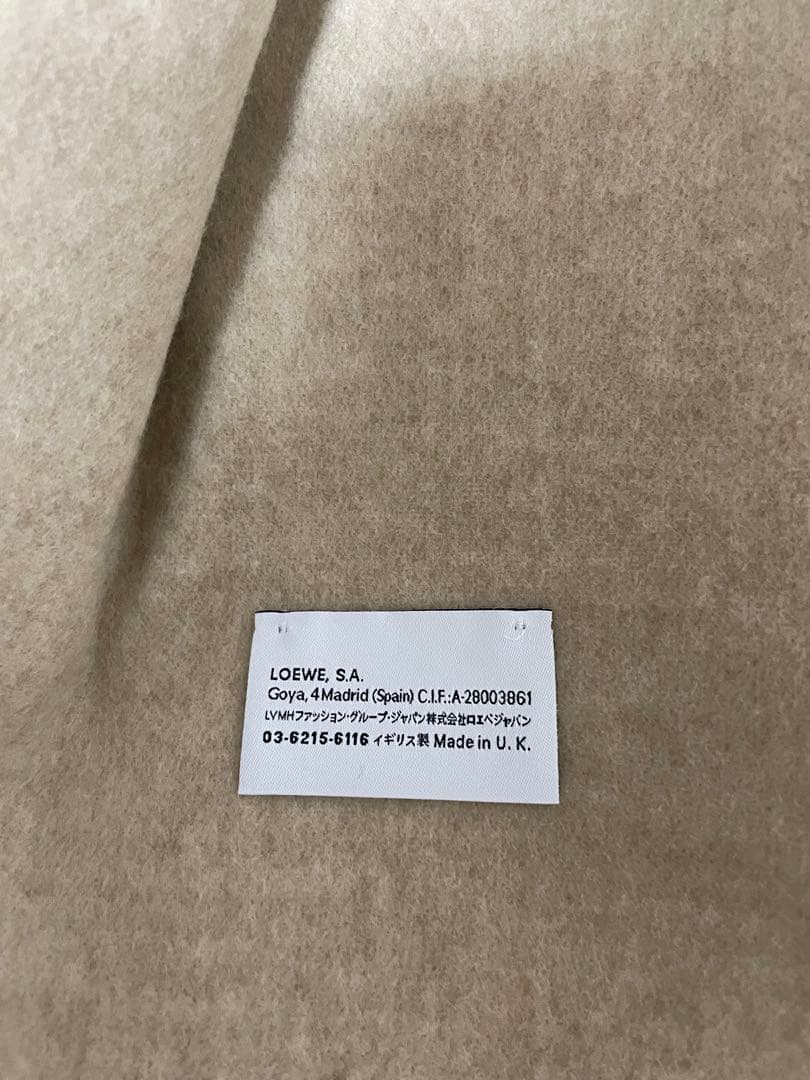 LOEWE, S.A.
Goya, 4 Madrid (Spain) C.I.F.:A-28003861
LVMHファッション・グループ・ジャパン株式会社ロエベジャパン
03-6215-6116 イギリス製 Made in U. K.